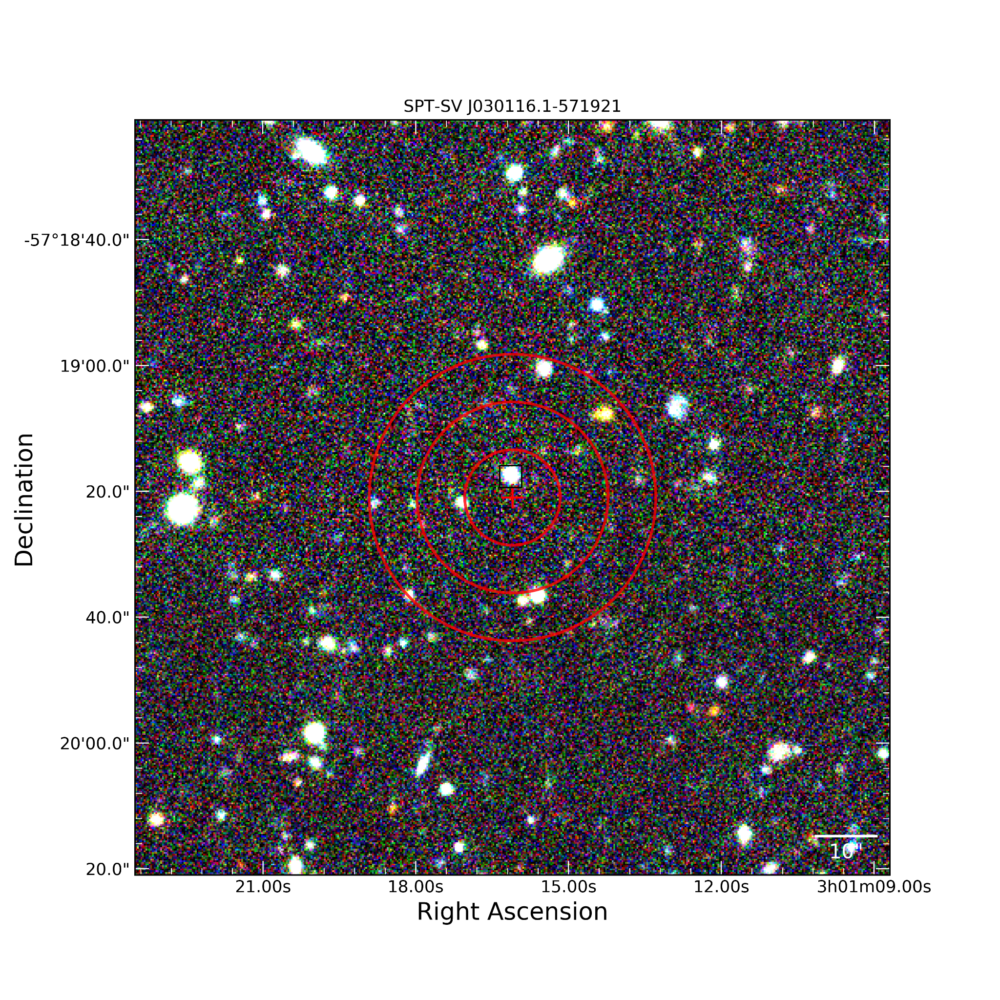 SPT-SV J030116.1-571921
-57°18'40.0"
19'00.0"
20.0"
40.0"
20'00.0"
20.0"
Declination
10"
21.00s
18.00s
15.00s
12.00s
3h01m09.00s
Right Ascension